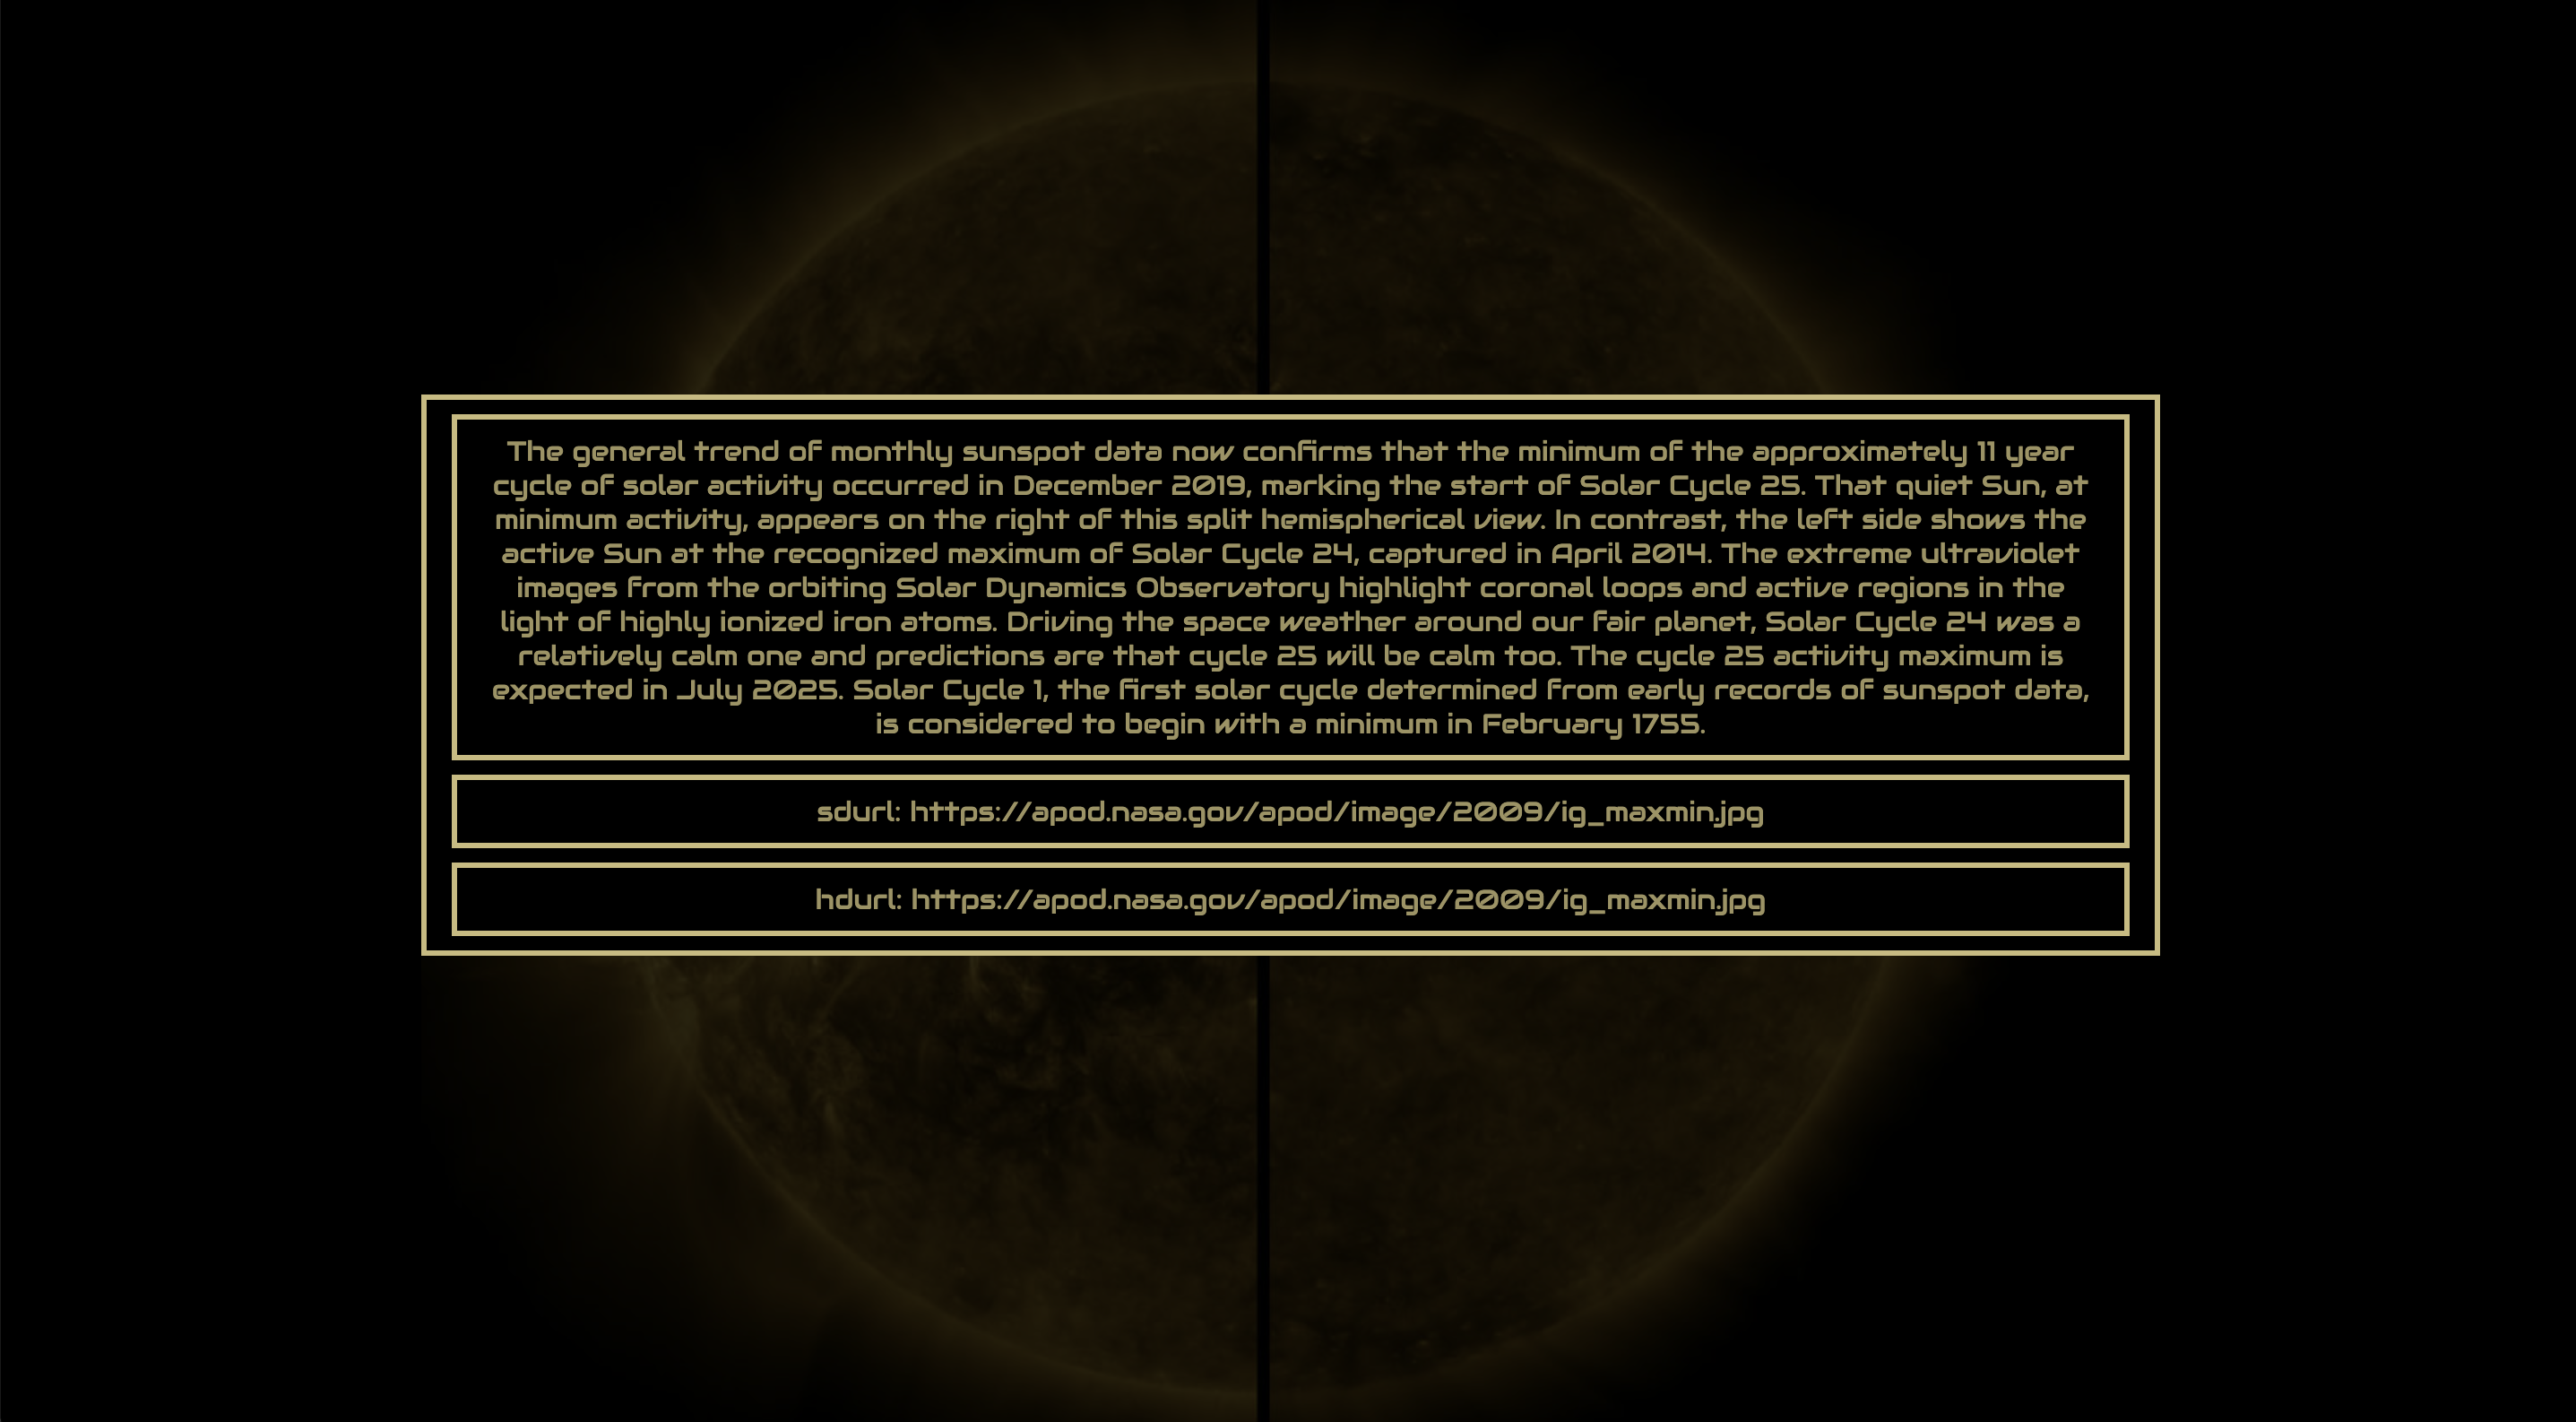 The general trend of monthly sunspot data now confirms that the minimum of the approximately 11 year
cycle of solar activity occurred in December 2019, marking the start of Solar Cycle 25. That quiet Sun, at
minimum activity, appears on the right of this split hemispherical view. In contrast, the left side shows the
active Sun at the recognized maximum of Solar Cycle 24, captured in April 2014. The extreme ultraviolet
images from the orbiting Solar Dynamics Observatory highlight coronal loops and active regions in the
light of highly ionized iron atoms. Driving the space weather around our fair planet, Solar Cycle 24 was a
relatively calm one and predictions are that cycle 25 will be calm too. The cycle 25 activity maximum is
expected in July 2025. Solar Cycle 1, the first solar cycle determined from early records of sunspot data,
is considered to begin with a minimum in February 1755.
sdurl: https://apod.nasa.gov/apod/image/2009/ig_maxmin.jpg
hdurl: https://apod.nasa.gov/apod/image/2009/ig_maxmin.jpg